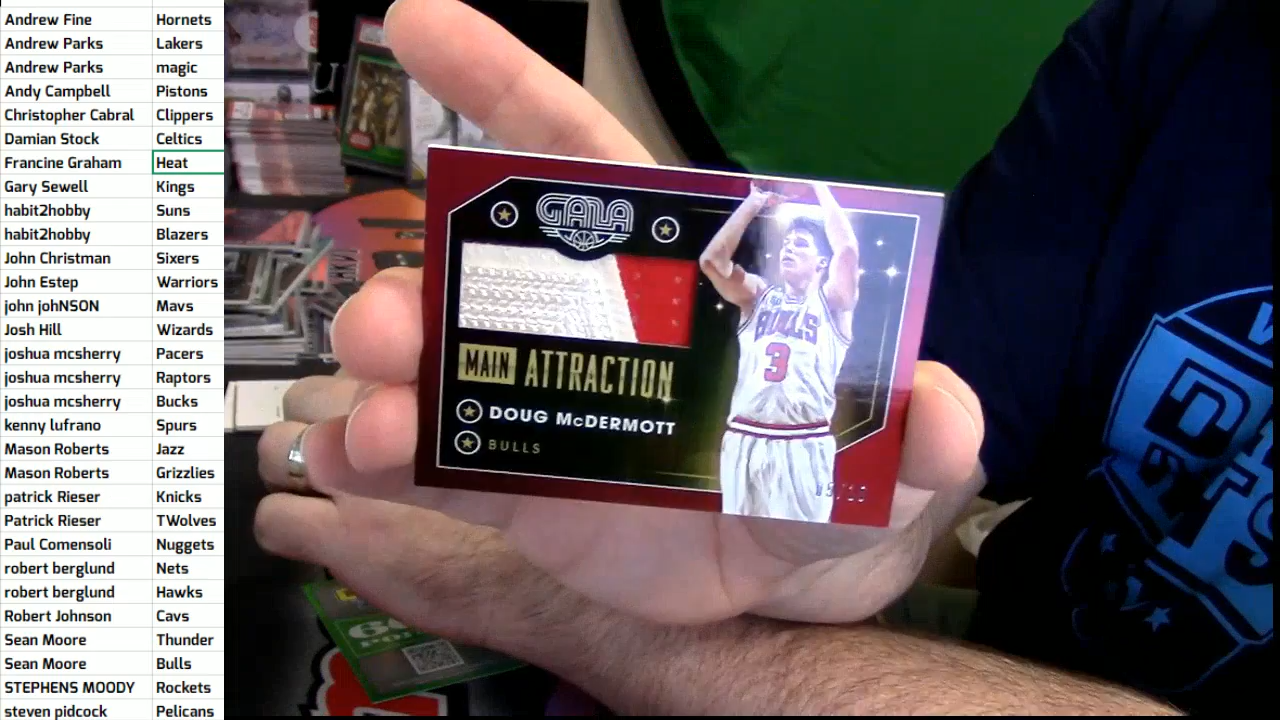 Andrew Fine Hornets
Andrew Parks Lakers
Andrew Parks magic
Andy Campbell Pistons
Christopher Cabral Clippers
Damian Stock Celtics
Francine Graham Heat
Gary Sewell Kings
habit2hobby Suns
habit2hobby Blazers
John Christman Sixers
John Estep Warriors
john johNSON Mavs
Josh Hill Wizards
joshua mcsherry Pacers
joshua mcsherry Raptors
joshua mcsherry Bucks
kenny lufrano Spurs
Mason Roberts Jazz
Mason Roberts Grizzlies
patrick Rieser Knicks
Patrick Rieser TWolves
Paul Comensoli Nuggets
robert berglund Nets
robert berglund Hawks
Robert Johnson Cavs
Sean Moore Thunder
Sean Moore Bulls
STEPHENS MOODY Rockets
steven pidcock Pelicans
GALA
MAIN ATTRACTION
DOUG McDERMOTT
BULLS
BULLS
3